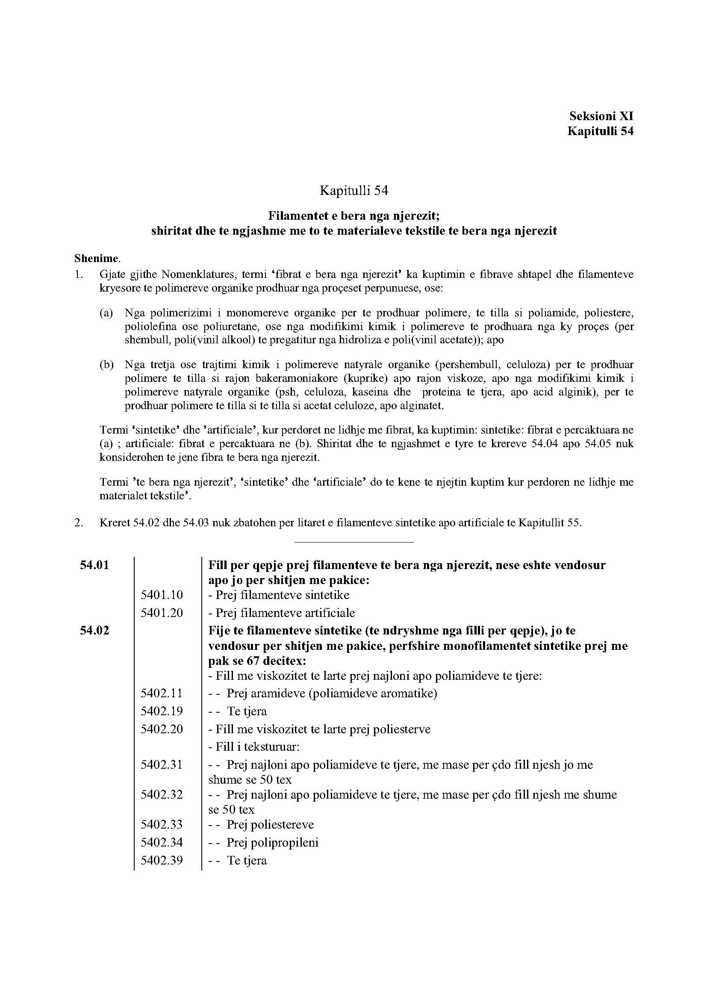 Seksioni XI
Kapitulli 54
Kapitulli 54
Filamentet e bera nga njerezit;
shiritat dhe te ngjashme me to te materialeve tekstile te bera nga njerezit
Shenime.
1. Gjate gjithe Nomenklatures, termi ‘fibrat e bera nga njerezit’ ka kuptimin e fibrave shtapel dhe filamenteve
kryesore te polimereve organike prodhuar nga proçeset perpunuese, ose:
(a) Nga polimerizimi i monomereve organike per te prodhuar polimere, te tilla si poliamide, poliestere,
poliolefina ose poliuretane, ose nga modifikimi kimik i polimereve te prodhuara nga ky proçes (per
shembull, poli(vinil alkool) te pregatitur nga hidroliza e poli(vinil acetate)); apo
(b) Nga tretja ose trajtimi kimik i polimereve natyrale organike (pershembull, celuloza) per te prodhuar
polimere te tilla si rajon bakeramoniakore (kuprike) apo rajon viskoze, apo nga modifikimi kimik i
polimereve natyrale organike (psh, celuloza, kaseina dhe proteina te tjera, apo acid alginik), per te
prodhuar polimere te tilla si te tilla si acetat celuloze, apo alginatet.
Termi ‘sintetike’ dhe ’artificiale’, kur perdoret ne lidhje me fibrat, ka kuptimin: sintetike: fibrat e percaktuara ne
(a) ; artificiale: fibrat e percaktuara ne (b). Shiritat dhe te ngjashmet e tyre te krereve 54.04 apo 54.05 nuk
konsiderohen te jene fibra te bera nga njerezit.
Termi ’te bera nga njerezit’, ‘sintetike’ dhe ‘artificiale’ do te kene te njejtin kuptim kur perdoren ne lidhje me
materialet tekstile’.
2. Kreret 54.02 dhe 54.03 nuk zbatohen per litaret e filamenteve sintetike apo artificiale te Kapitullit 55.
54.01 Fill per qepje prej filamenteve te bera nga njerezit, nese eshte vendosur
apo jo per shitjen me pakice:
5401.10 - Prej filamenteve sintetike
5401.20 - Prej filamenteve artificiale
54.02 Fije te filamenteve sintetike (te ndryshme nga filli per qepje), jo te
vendosur per shitjen me pakice, perfshire monofilamentet sintetike prej me
pak se 67 decitex:
- Fill me viskozitet te larte prej najloni apo poliamideve te tjere:
5402.11 - - Prej aramideve (poliamideve aromatike)
5402.19 - - Te tjera
5402.20 - Fill me viskozitet te larte prej poliesterve
- Fill i teksturuar:
5402.31 - - Prej najloni apo poliamideve te tjere, me mase per çdo fill njesh jo me
shume se 50 tex
5402.32 - - Prej najloni apo poliamideve te tjere, me mase per çdo fill njesh me shume
se 50 tex
5402.33 - - Prej poliestereve
5402.34 - - Prej polipropileni
5402.39 - - Te tjera